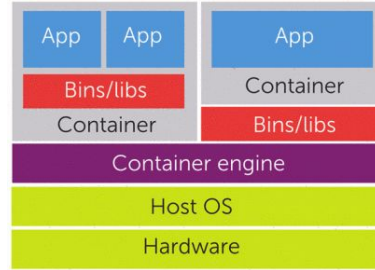 App App App
Bins/libs Container
Container Bins/libs
Container engine
Host OS
Hardware